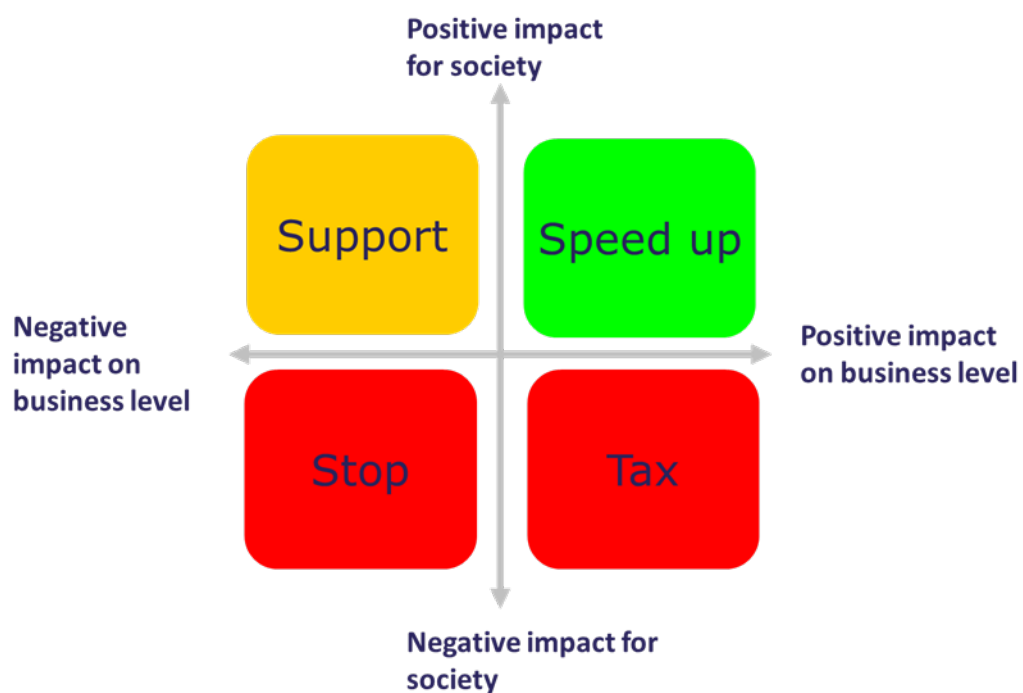 Positive impact
for society
Support
Speed up
Negative
impact on
business level
Positive impact
on business level
Stop
Tax
Negative impact for
society